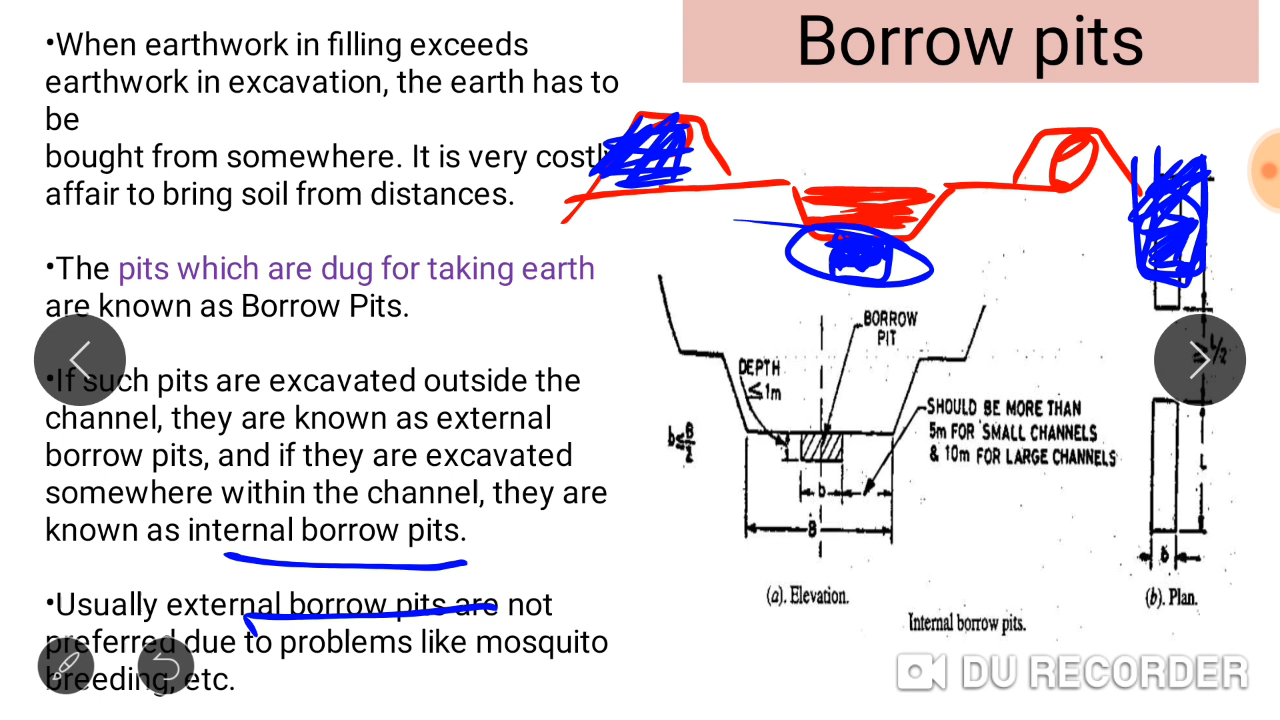 Borrow pits
•When earthwork in filling exceeds
earthwork in excavation, the earth has to
be
bought from somewhere. It is very costly
affair to bring soil from distances.
•The pits which are dug for taking earth
are known as Borrow Pits.
•If such pits are excavated outside the
channel, they are known as external
borrow pits, and if they are excavated
somewhere within the channel, they are
known as internal borrow pits.
•Usually external borrow pits are not
preferred due to problems like mosquito
breeding, etc.
BORROW
PIT
DEPTH
≤1m
b≤B/2
SHOULD BE MORE THAN
5m FOR SMALL CHANNELS
& 10m FOR LARGE CHANNELS
b
B
L/2
L
b
(a). Elevation.
(b). Plan.
Internal borrow pits.
DU RECORDER